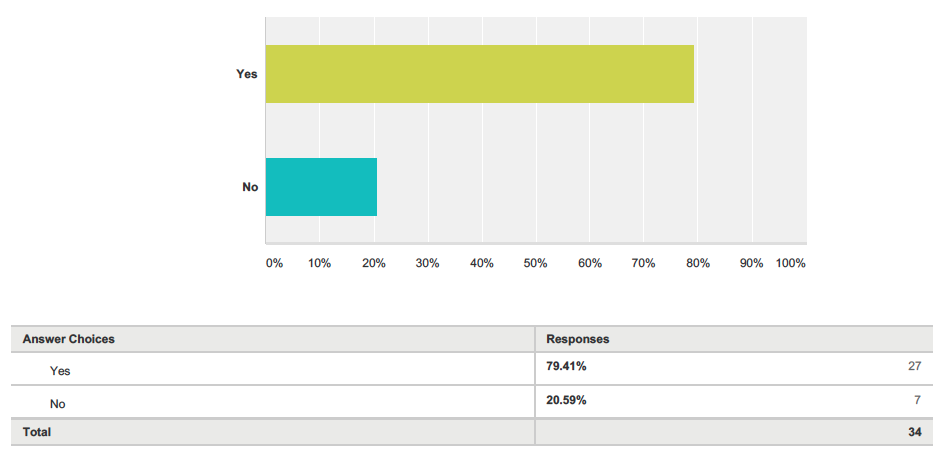 Yes
No
0% 10% 20% 30% 40% 50% 60% 70% 80% 90% 100%
Answer Choices Responses
Yes 79.41% 27
No 20.59% 7
Total 34